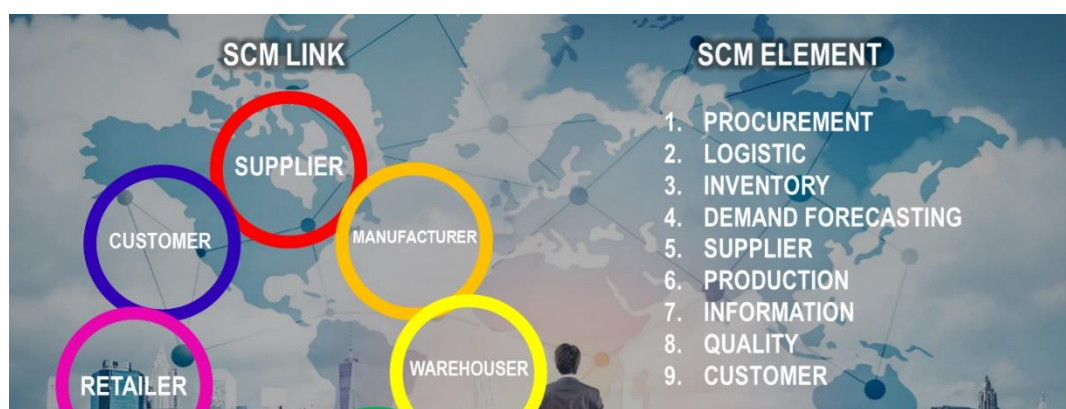 SCM LINK
SUPPLIER
CUSTOMER
MANUFACTURER
WAREHOUSER
RETAILER
SCM ELEMENT
1. PROCUREMENT
2. LOGISTIC
3. INVENTORY
4. DEMAND FORECASTING
5. SUPPLIER
6. PRODUCTION
7. INFORMATION
8. QUALITY
9. CUSTOMER